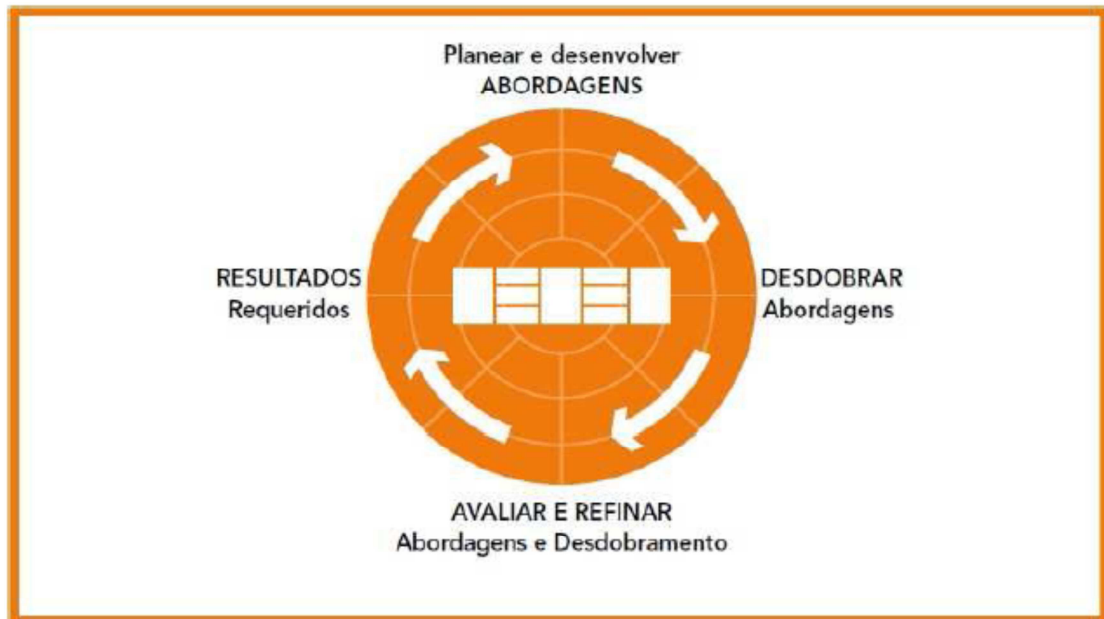 Planear e desenvolver
ABORDAGENS
RESULTADOS
Requeridos
DESDOBRAR
Abordagens
AVALIAR E REFINAR
Abordagens e Desdobramento